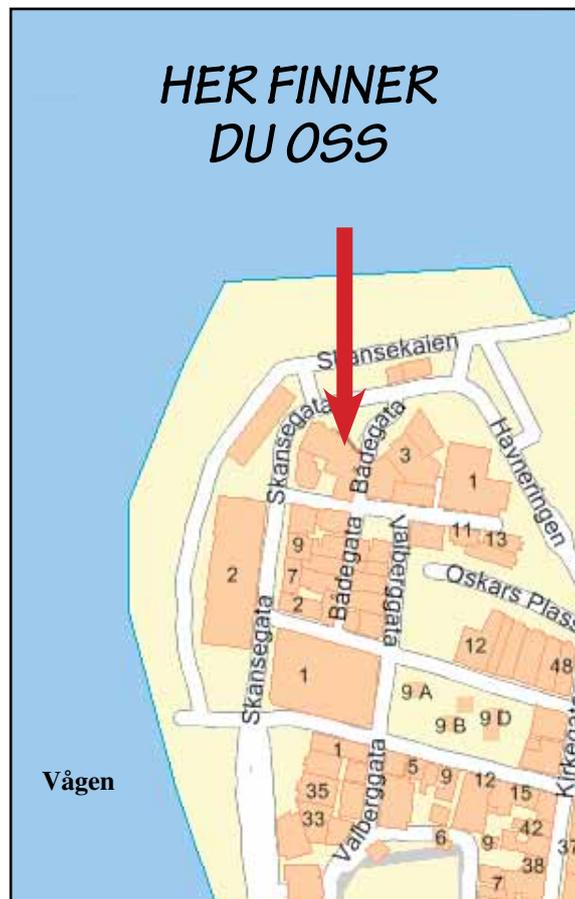 HER FINNER
DU OSS
Skansekaien
Skansegata
Bådegata
Havneringen
3
1
Skansegata
Bådegata
Valberggata
11
13
9
7
2
2
Oskars Plass
Skansegata
12
48
1
9 A
9 B
9 D
Kirkegata
Vågen
1
Valberggata
5
9
12
15
35
33
6
9
42
38
37
7